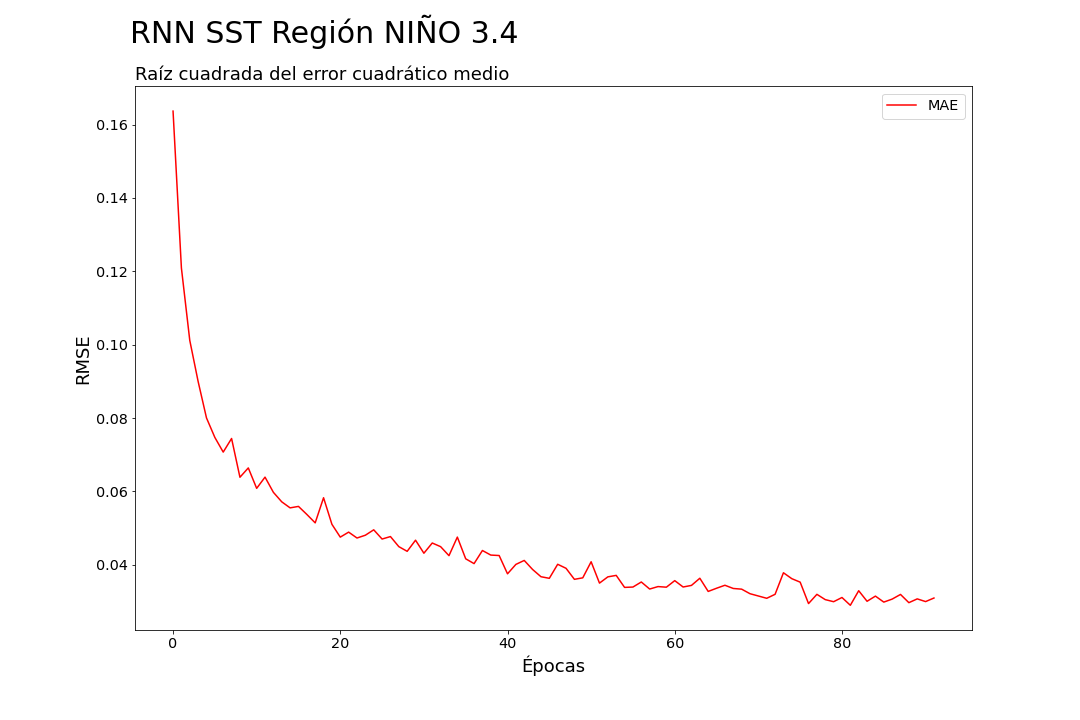 RNN SST Región NIÑO 3.4
Raíz cuadrada del error cuadrático medio
MAE
0.16
0.14
0.12
0.10
0.08
0.06
0.04
RMSE
0 20 40 60 80
Épocas